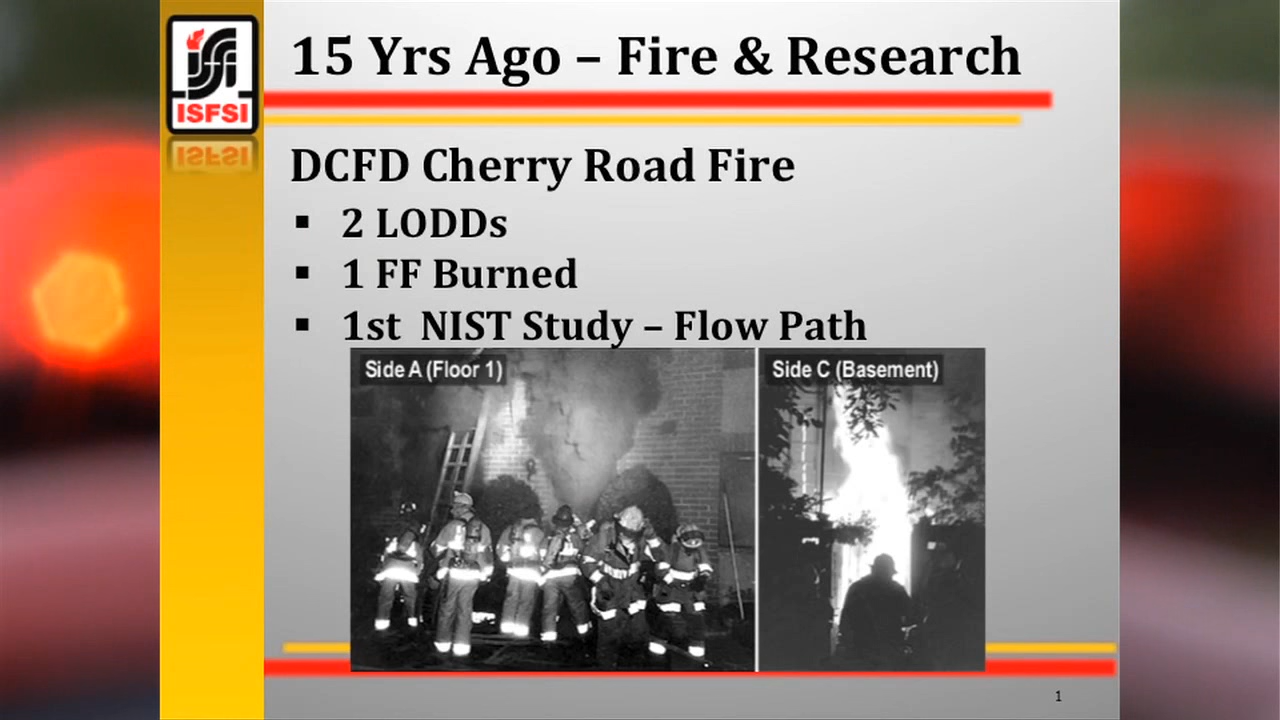 ISFSI
15 Yrs Ago – Fire & Research
DCFD Cherry Road Fire
▪ 2 LODDs
▪ 1 FF Burned
▪ 1st NIST Study – Flow Path
Side A (Floor 1)
Side C (Basement)
1